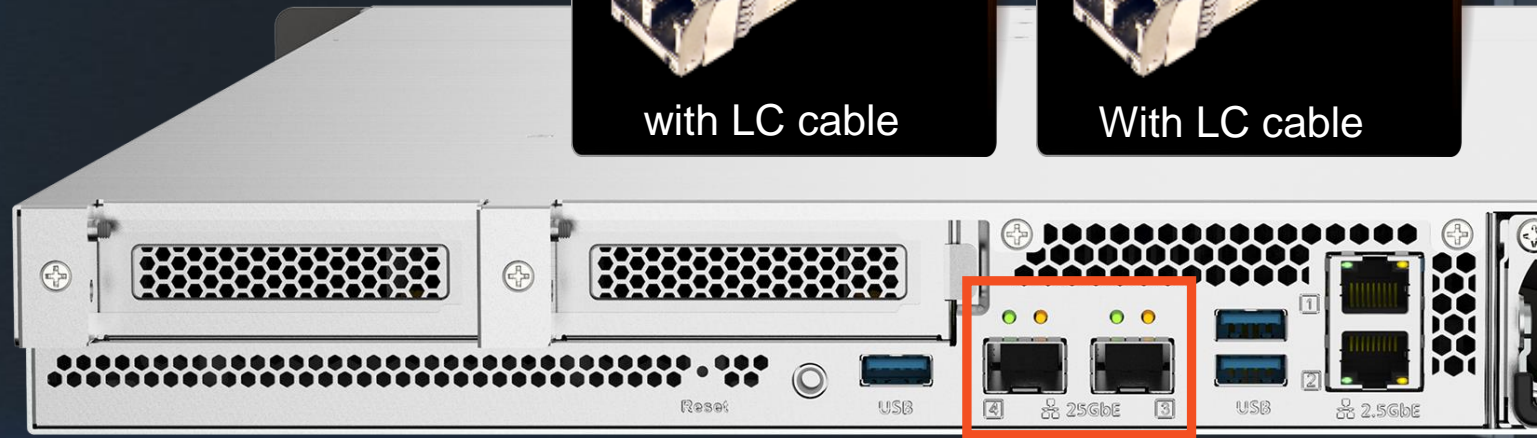 with LC cable
With LC cable
1
2
Reset
USB
4 25GbE 3
USB
2.5GbE